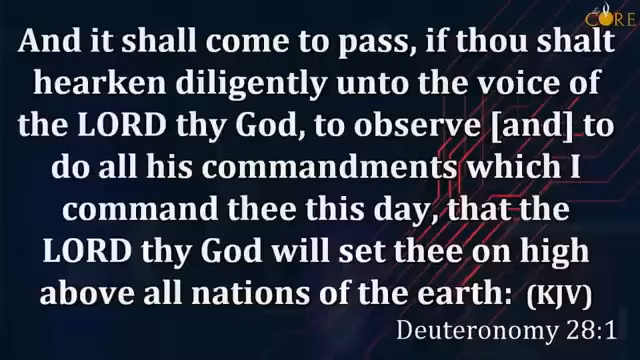 the
CORE
And it shall come to pass, if thou shalt
hearken diligently unto the voice of
the LORD thy God, to observe [and] to
do all his commandments which I
command thee this day, that the
LORD thy God will set thee on high
above all nations of the earth: (KJV)
Deuteronomy 28:1